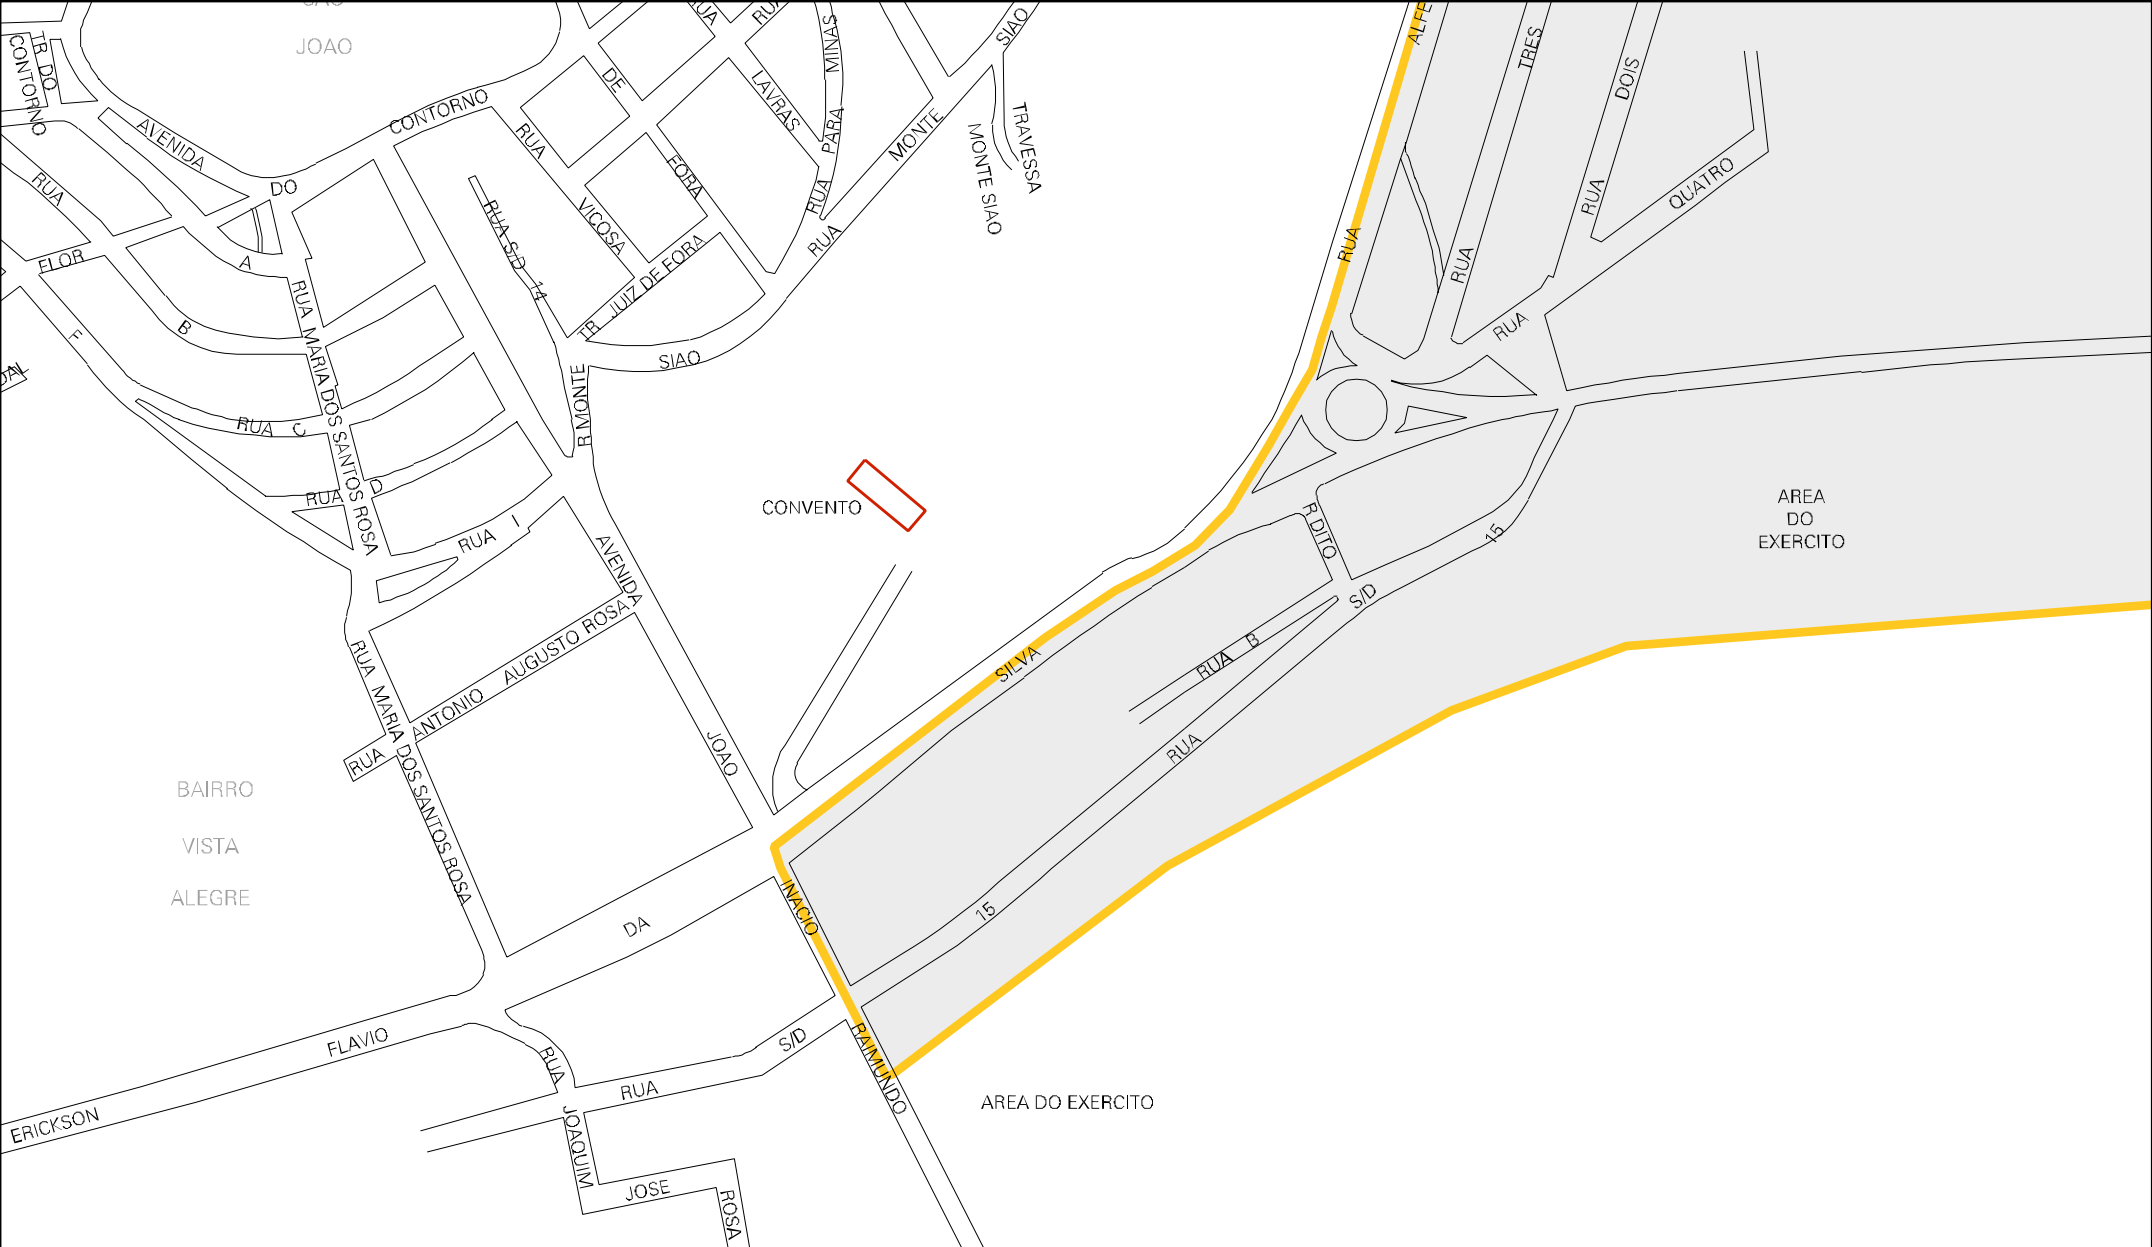 JOAO
TR DO
CONTORNO
AVENIDA
DO
CONTORNO
RUA
RUA
DE
LAVRAS
MINAS
PARA
RUA
SIAO
MONTE
RUA
TRAVESSA
MONTE SIAO
RUA
VICOSA
FORA
RUA S/D 14
TR JUIZ DE FORA
SIAO
R MONTE
RUA
FLOR
A
B
F
RUA MARIA DOS SANTOS ROSA
RUA C
RUA D
RUA I
CONVENTO
AVENIDA
JOAO
RUA ANTONIO AUGUSTO ROSA
RUA MARIA DOS SANTOS ROSA
BAIRRO
VISTA
ALEGRE
ALFE
RUA
TRES
RUA
DOIS
RUA
QUATRO
RUA
AREA
DO
EXERCITO
R DITO
15
S/D
RUA B
RUA
15
SILVA
DA
INACIO
RAIMUNDO
FLAVIO
ERICKSON
S/D
RUA
RUA
JOAQUIM
JOSE
ROSA
AREA DO EXERCITO